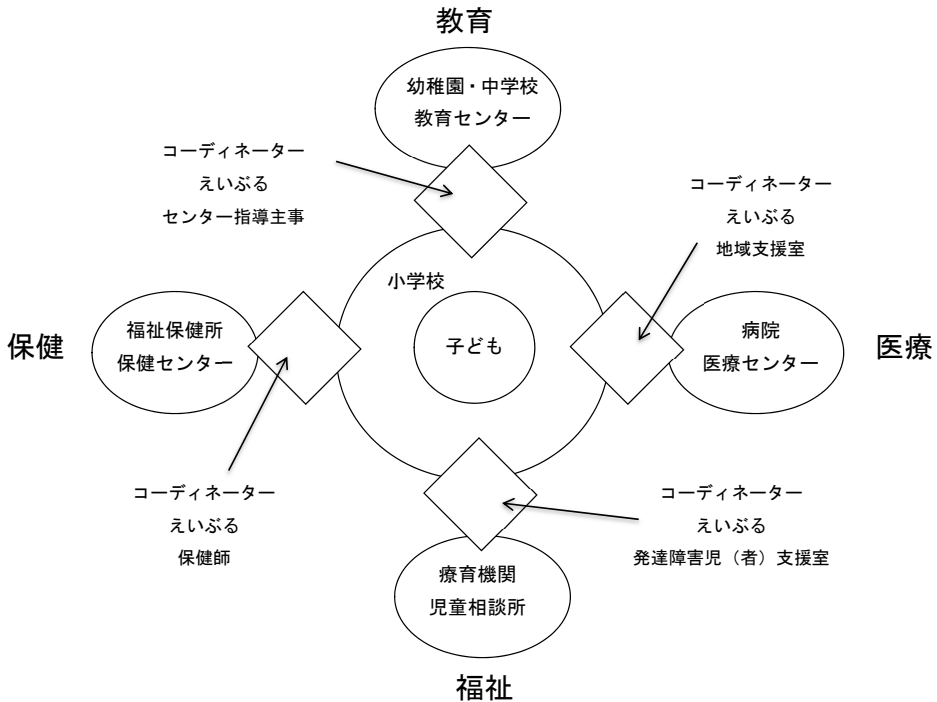 教育
幼稚園・中学校
教育センター
コーディネーター
えいぶる
センター指導主事
コーディネーター
えいぶる
地域支援室
小学校
子ども
保健
福祉保健所
保健センター
病院
医療センター
医療
コーディネーター
えいぶる
保健師
コーディネーター
えいぶる
発達障害児（者）支援室
療育機関
児童相談所
福祉